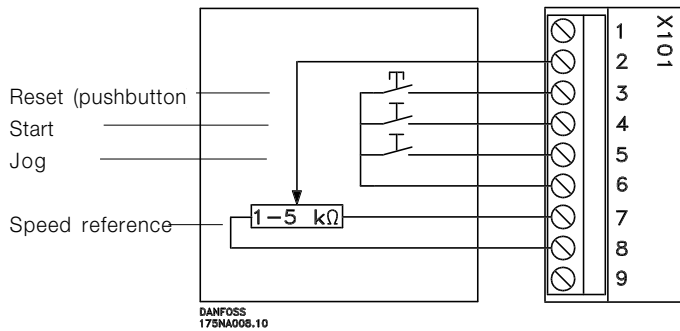 Reset (pushbutton
Start
Jog
Speed reference
1-5 kΩ
1
2
3
4
5
6
7
8
9
X101
DANFOSS
175NA008.10